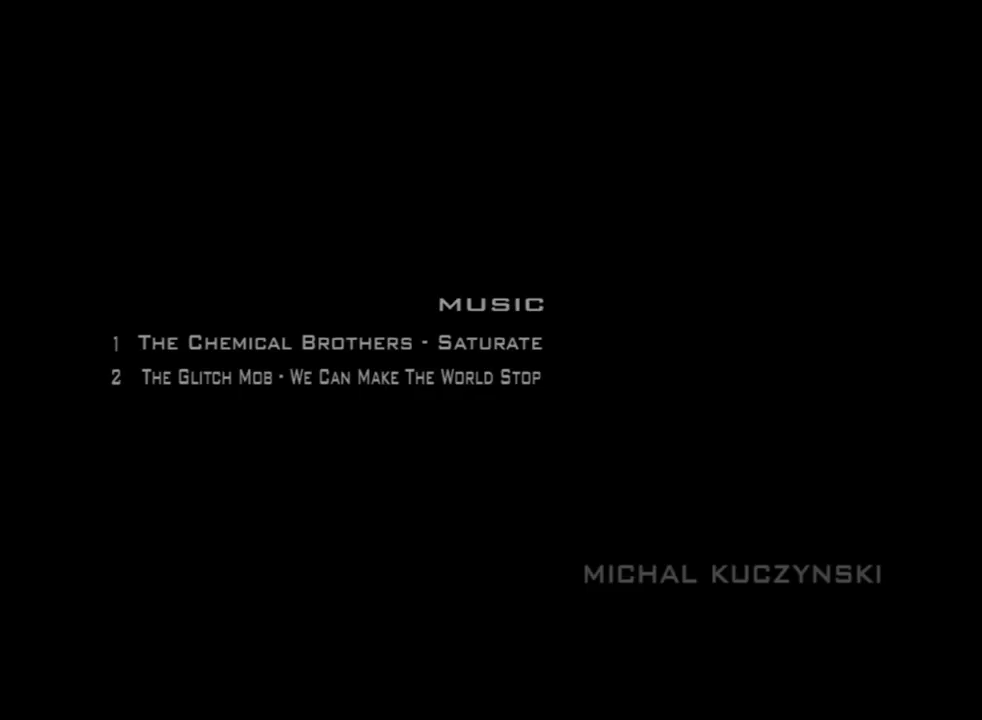 MUSIC
1 The Chemical Brothers - Saturate
2 The Glitch Mob - We Can Make The World Stop
MICHAL KUCZYNSKI